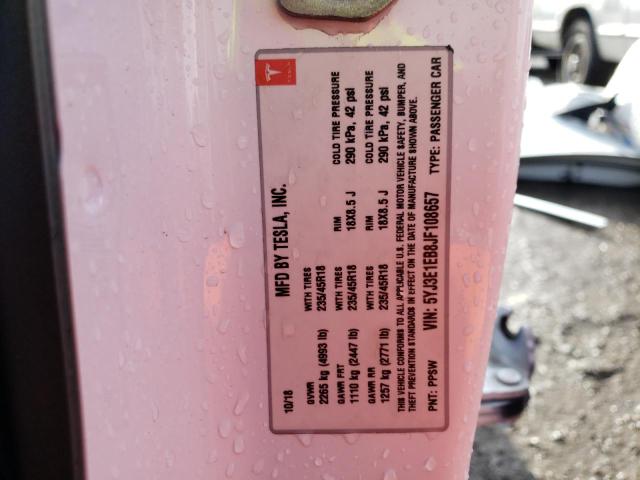 TESLA
MFD BY TESLA, INC.
10/18
GVWR WITH TIRES RIM COLD TIRE PRESSURE
2265 kg (4993 lb) 235/45R18 18X8.5 J 290 kPa, 42 psi
GAWR FRT WITH TIRES RIM COLD TIRE PRESSURE
1110 kg (2447 lb) 235/45R18 18X8.5 J 290 kPa, 42 psi
GAWR RR
1257 kg (2771 lb)
THIS VEHICLE CONFORMS TO ALL APPLICABLE U.S. FEDERAL MOTOR VEHICLE SAFETY, BUMPER, AND
THEFT PREVENTION STANDARDS IN EFFECT ON THE DATE OF MANUFACTURE SHOWN ABOVE.
PNT: PPSW VIN: 5YJ3E1EB8JF108657 TYPE: PASSENGER CAR